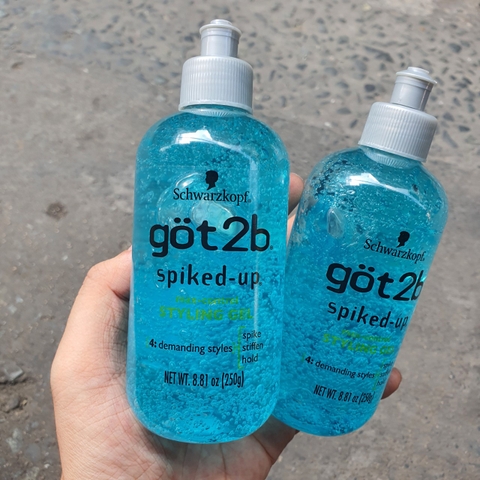 Schwarzkopf
göt2b
spiked-up
STYLING GEL
4: demanding styles
spike
stiffen
hold
NET WT. 8.81 oz (250g)
Schwarzkopf
göt2b
spiked-up
STYLING
4: demanding styles
NET WT. 8.81 oz (250g)